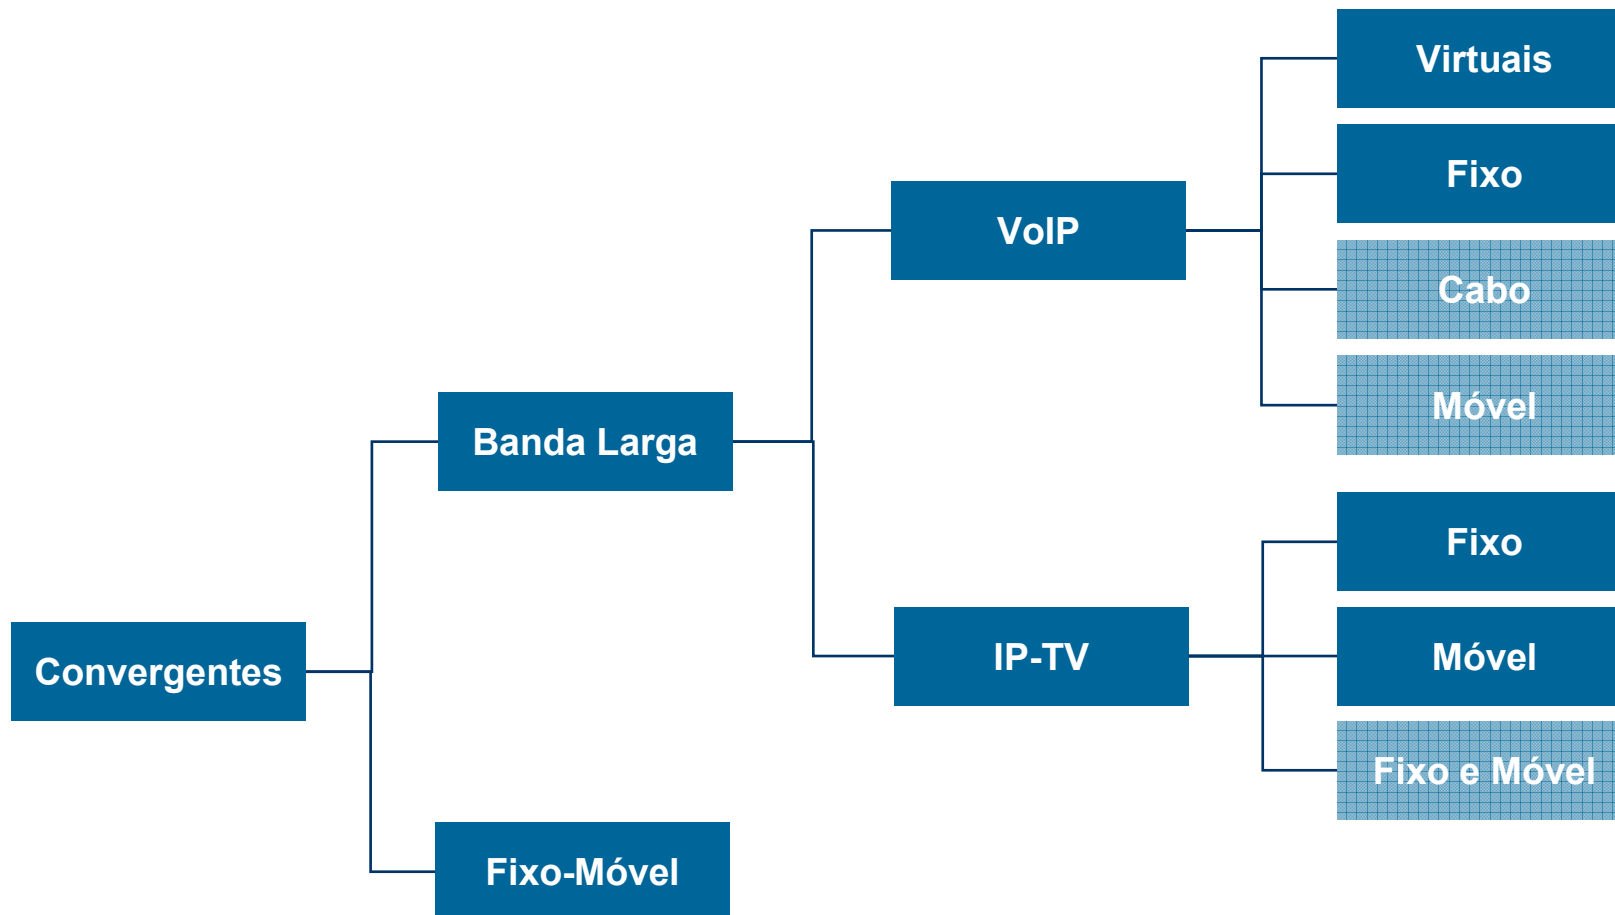 Virtuais
Fixo
VoIP
Cabo
Móvel
Banda Larga
Fixo
Convergentes
IP-TV
Móvel
Fixo e Móvel
Fixo-Móvel